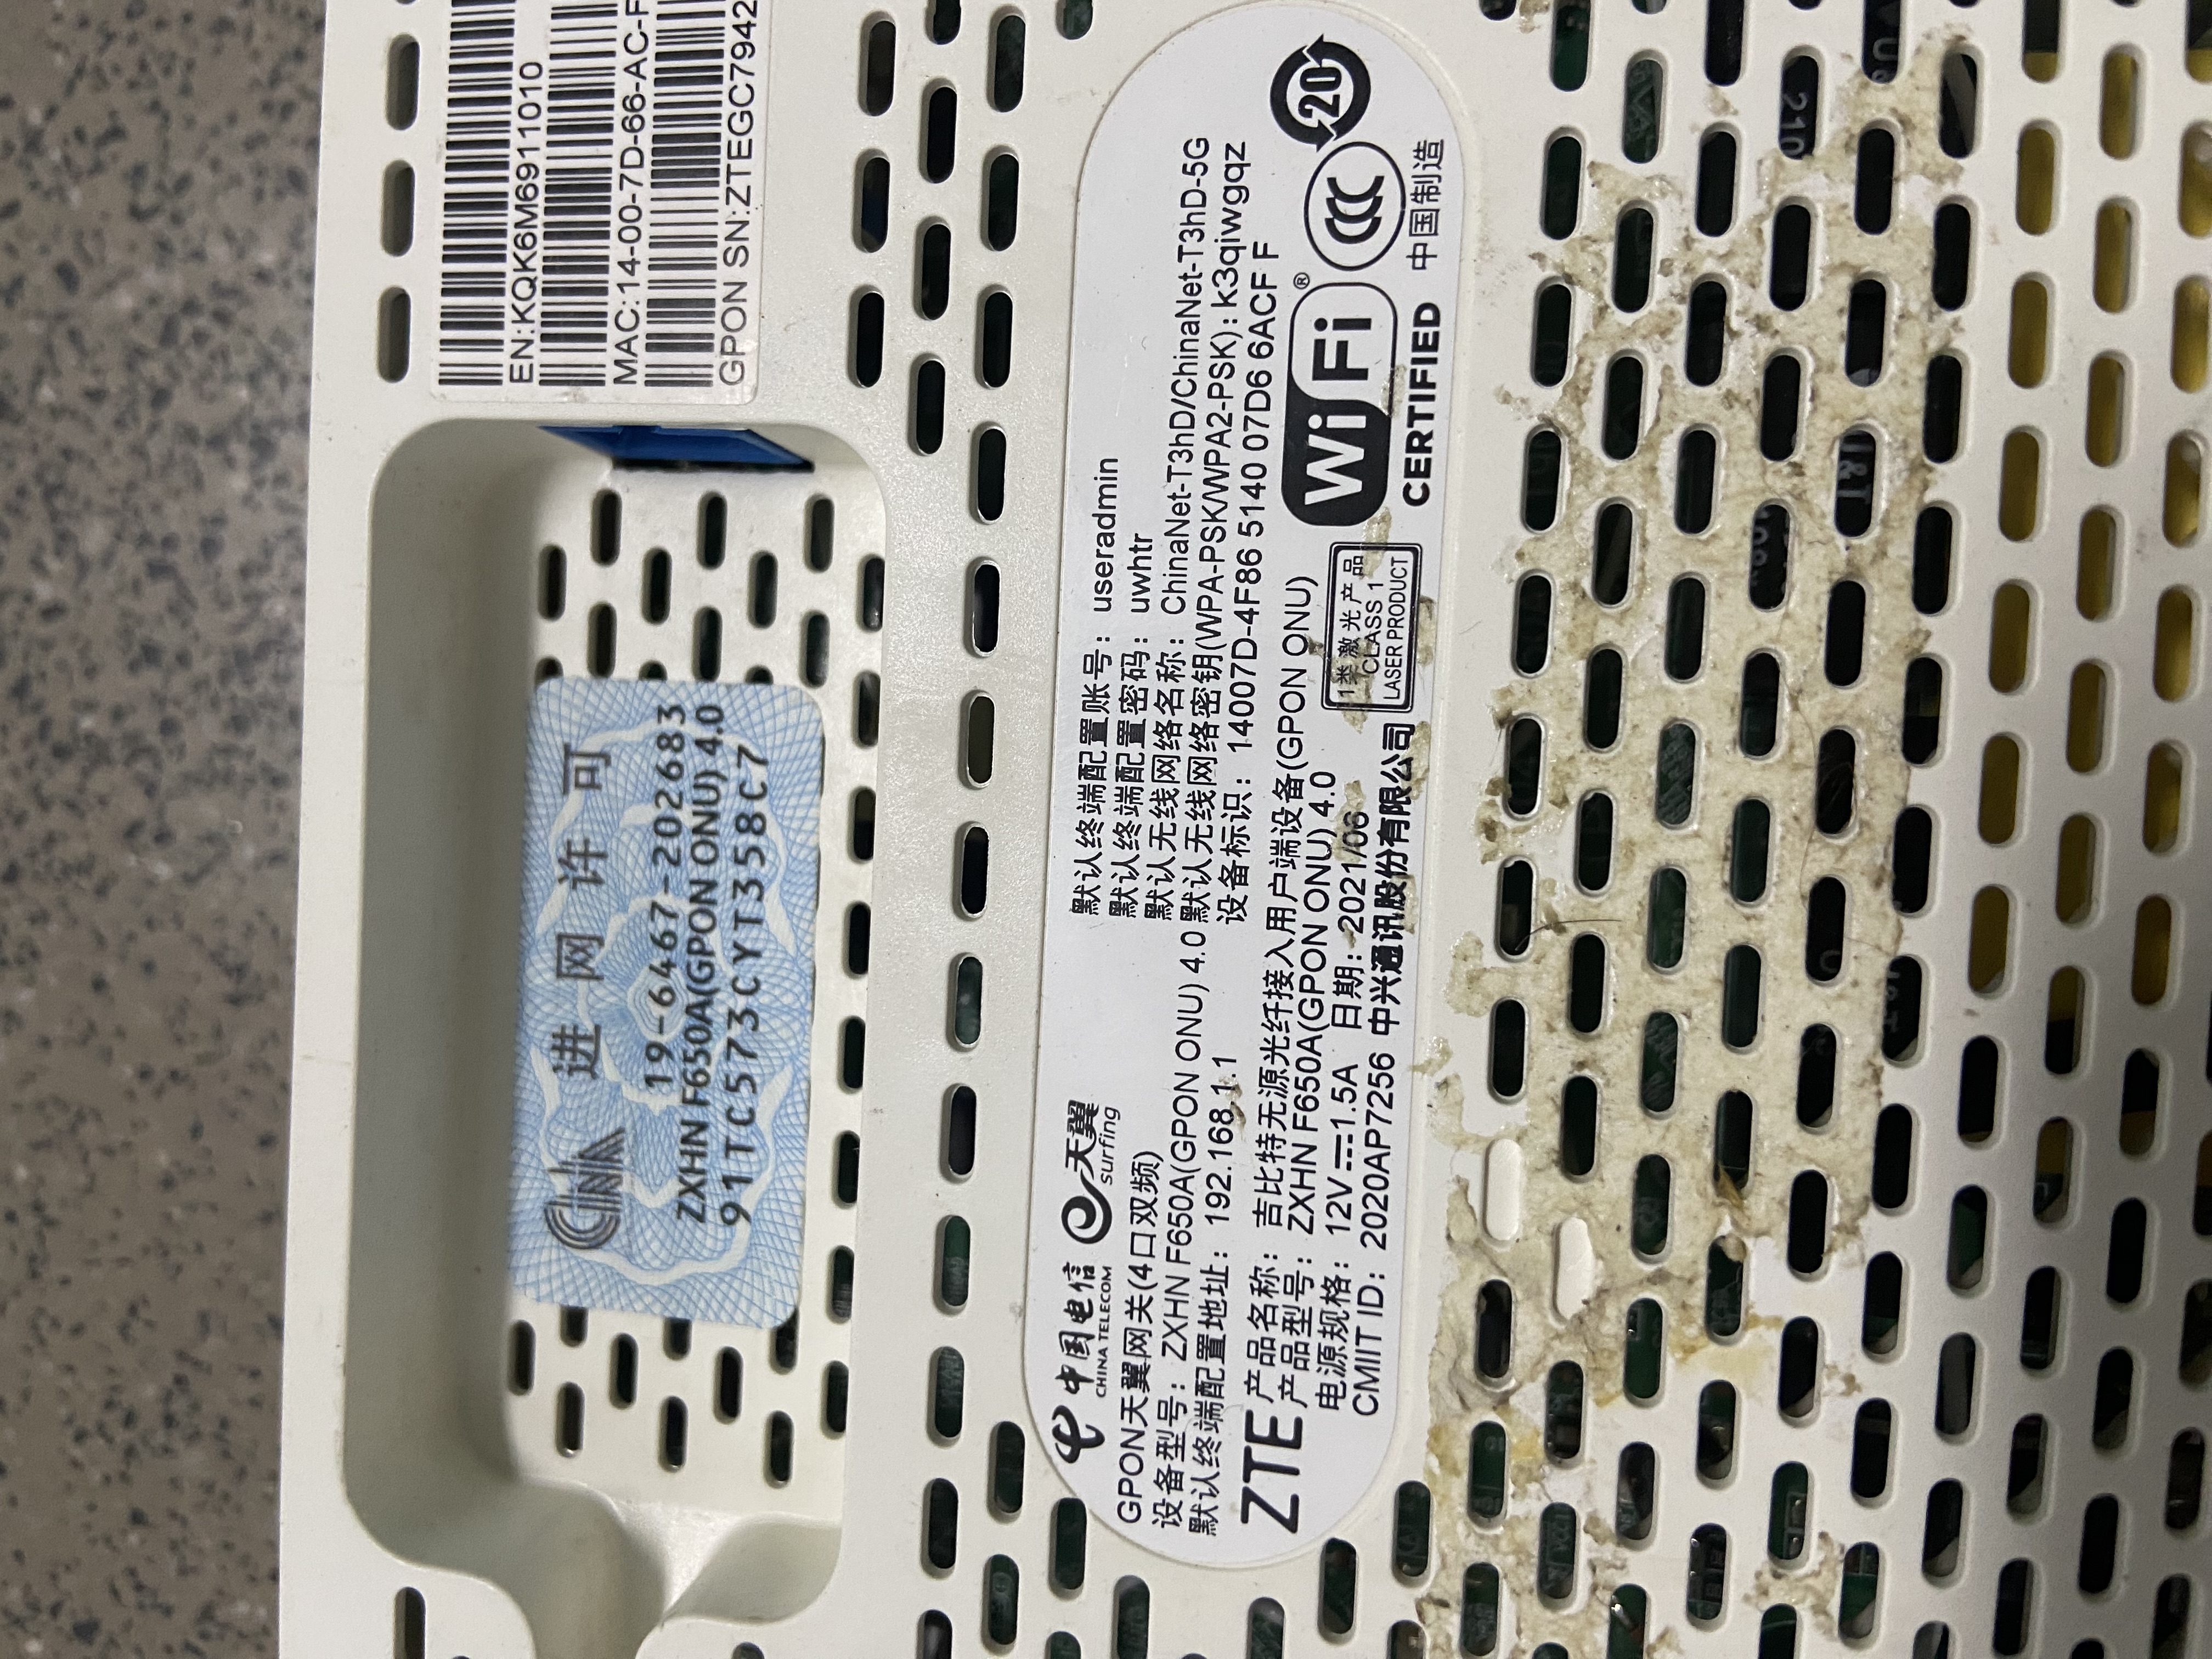 EN:KQK6M6911010
MAC:14-00-7D-66-AC-F
GPON SN:ZTEGC7942
CINA 进网许可
19-6467-202683
ZXHN F650A(GPON ONU) 4.0
91TC573CYT358C7
中国电信
CHINA TELECOM
天翼
surfing
GPON天翼网关(4口双频)
设备型号：ZXHN F650A(GPON ONU) 4.0
默认终端配置地址：192.168.1.1
默认终端配置账号：useradmin
默认终端配置密码：uwhtr
默认无线网络名称：ChinaNet-T3hD/ChinaNet-T3hD-5G
默认无线网络密钥(WPA-PSK/WPA2-PSK)：k3qiwgqz
设备标识：14007D-4F86 5140 07D6 6ACF F
ZTE
产品名称：吉比特无源光纤接入用户端设备(GPON ONU)
产品型号：ZXHN F650A(GPON ONU) 4.0
电源规格：12V⎓1.5A 日期：2021/06
CMIIT ID：2020AP7256 中兴通讯股份有限公司
1类激光产品
CLASS 1
LASER PRODUCT
WiFi®
CERTIFIED
CCC
20
中国制造